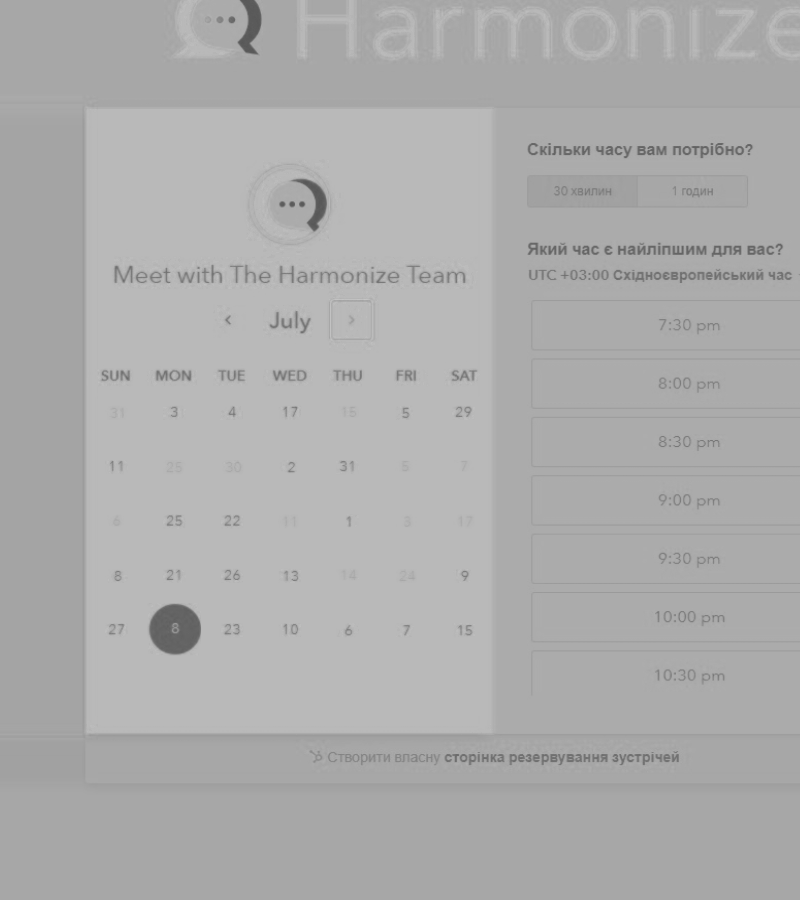 Harmonize
Meet with The Harmonize Team
July
SUN MON TUE WED THU FRI SAT
31 3 4 17 15 5 29
11 25 30 2 31 5 7
6 25 22 11 1 3 17
8 21 26 13 14 24 9
27 8 23 10 6 7 15
Скільки часу вам потрібно?
30 хвилин 1 годин
Який час є найліпшим для вас?
UTC +03:00 Східноєвропейський час
7:30 pm
8:00 pm
8:30 pm
9:00 pm
9:30 pm
10:00 pm
10:30 pm
Створити власну сторінка резервування зустрічей